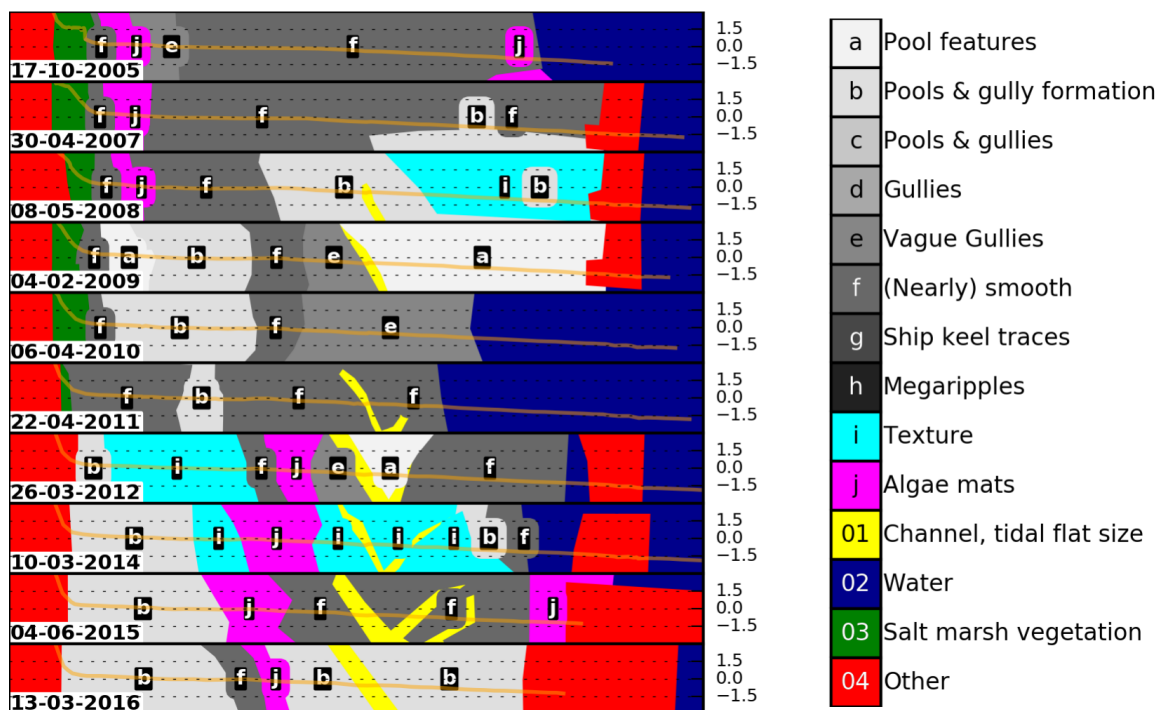 f j e f j 1.5
0.0
17-10-2005 −1.5
f j f b f 1.5
0.0
30-04-2007 −1.5
f j f b i b 1.5
0.0
08-05-2008 −1.5
f a b f e a 1.5
0.0
04-02-2009 −1.5
f b f e 1.5
0.0
06-04-2010 −1.5
f b f f 1.5
0.0
22-04-2011 −1.5
b i f j e a f 1.5
0.0
26-03-2012 −1.5
b i j i i i b f 1.5
0.0
10-03-2014 −1.5
b j f f j 1.5
0.0
04-06-2015 −1.5
b f j b b 1.5
0.0
13-03-2016 −1.5
a Pool features
b Pools & gully formation
c Pools & gullies
d Gullies
e Vague Gullies
f (Nearly) smooth
g Ship keel traces
h Megaripples
i Texture
j Algae mats
01 Channel, tidal flat size
02 Water
03 Salt marsh vegetation
04 Other